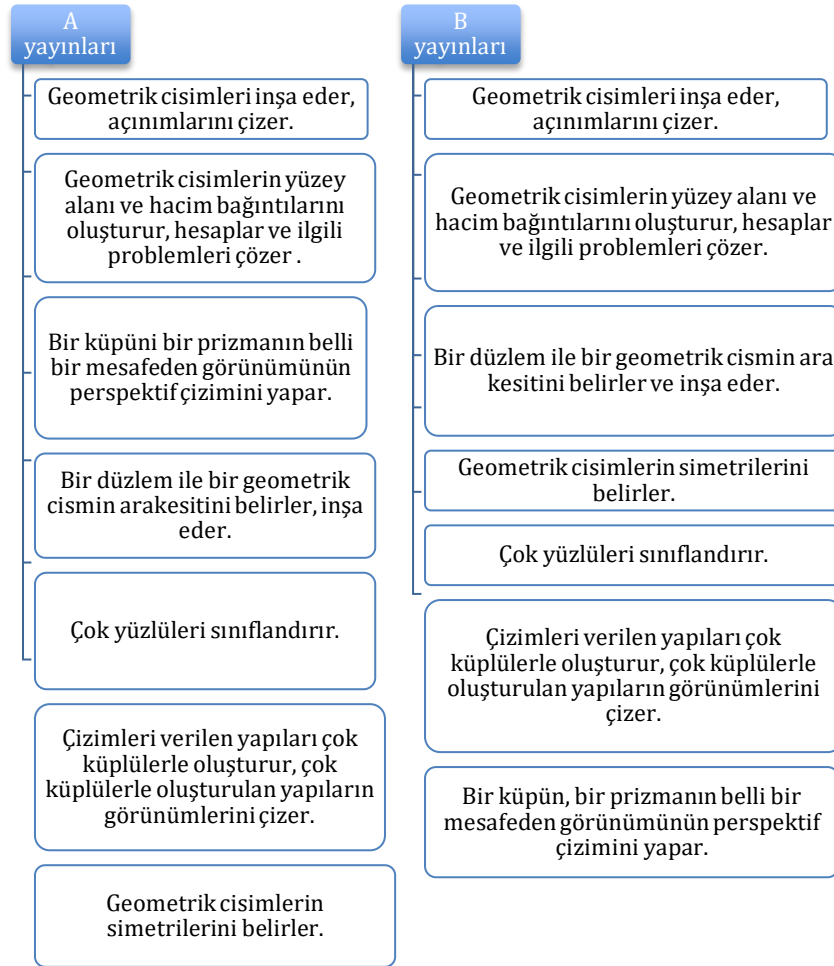 A
yayınları
Geometrik cisimleri inşa eder,
açınımlarını çizer.
Geometrik cisimlerin yüzey
alanı ve hacim bağıntılarını
oluşturur, hesaplar ve ilgili
problemleri çözer .
Bir küpüni bir prizmanın belli
bir mesafeden görünümünün
perspektif çizimini yapar.
Bir düzlem ile bir geometrik
cismin arakesitini belirler, inşa
eder.
Çok yüzlüleri sınıflandırır.
Çizimleri verilen yapıları çok
küplülerle oluşturur, çok
küplülerle oluşturulan yapıların
görünümlerini çizer.
Geometrik cisimlerin
simetrilerini belirler.
B
yayınları
Geometrik cisimleri inşa eder,
açınımlarını çizer.
Geometrik cisimlerin yüzey alanı ve
hacim bağıntılarını oluşturur, hesaplar
ve ilgili problemleri çözer.
Bir düzlem ile bir geometrik cismin ara
kesitini belirler ve inşa eder.
Geometrik cisimlerin simetrilerini
belirler.
Çok yüzlüleri sınıflandırır.
Çizimleri verilen yapıları çok
küplülerle oluşturur, çok küplülerle
oluşturulan yapıların görünümlerini
çizer.
Bir küpün, bir prizmanın belli bir
mesafeden görünümünün perspektif
çizimini yapar.